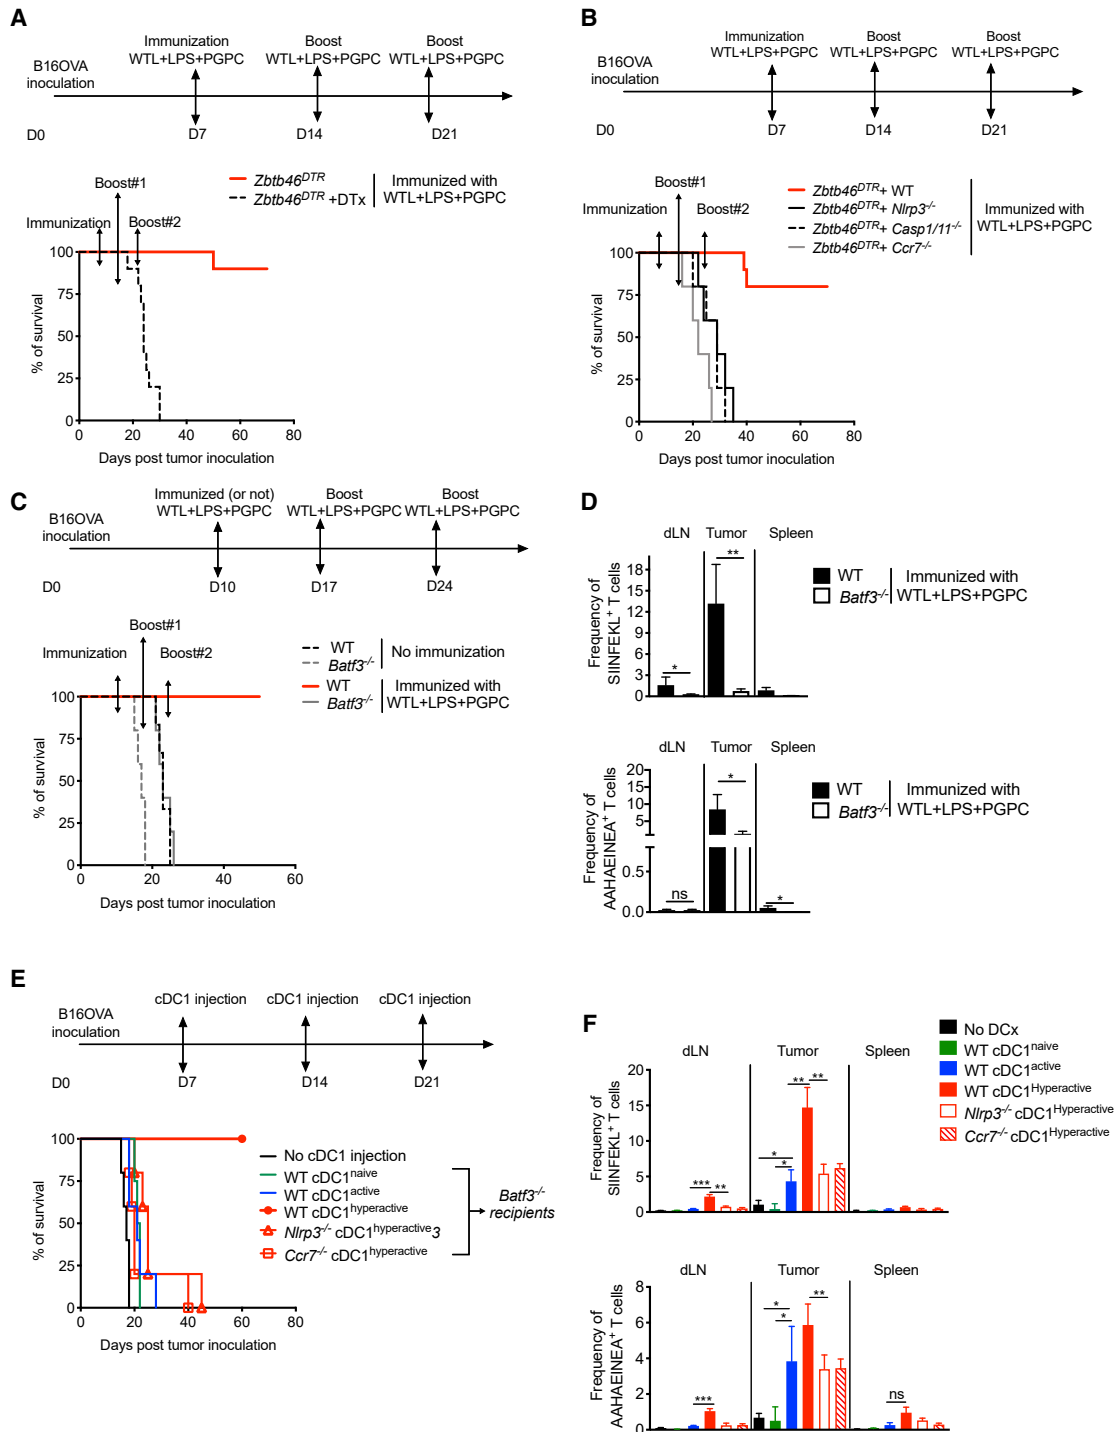 A
Immunization Boost Boost
WTL+LPS+PGPC WTL+LPS+PGPC WTL+LPS+PGPC
B16OVA
inoculation
D0 D7 D14 D21
Boost#1
Immunization Boost#2
Zbtb46DTR
Zbtb46DTR +DTx
Immunized with
WTL+LPS+PGPC
% of survival
100
75
50
25
0
0 20 40 60 80
Days post tumor inoculation
B
Immunization Boost Boost
WTL+LPS+PGPC WTL+LPS+PGPC WTL+LPS+PGPC
B16OVA
inoculation
D0 D7 D14 D21
Boost#1
Immunization Boost#2
Zbtb46DTR+ WT
Zbtb46DTR+ Nlrp3-/-
Zbtb46DTR+ Casp1/11-/-
Zbtb46DTR+ Ccr7-/-
Immunized with
WTL+LPS+PGPC
% of survival
100
75
50
25
0
0 20 40 60 80
Days post tumor inoculation
C
Immunized (or not) Boost Boost
WTL+LPS+PGPC WTL+LPS+PGPC WTL+LPS+PGPC
B16OVA
inoculation
D0 D10 D17 D24
Boost#1
Immunization Boost#2
WT
Batf3-/-
No immunization
WT
Batf3-/-
Immunized with
WTL+LPS+PGPC
% of survival
100
75
50
25
0
0 20 40 60
Days post tumor inoculation
D
dLN Tumor Spleen
Frequency of
SIINFEKL+ T cells
18
15
12
9
6
3
0
* **
WT
Batf3-/-
Immunized with
WTL+LPS+PGPC
dLN Tumor Spleen
Frequency of
AAHAEINEA+ T cells
20
15
10
5
0.5
0.0
ns * *
WT
Batf3-/-
Immunized with
WTL+LPS+PGPC
E
cDC1 injection cDC1 injection cDC1 injection
B16OVA
inoculation
D0 D7 D14 D21
% of survival
100
75
50
25
0
0 20 40 60 80
Days post tumor inoculation
No cDC1 injection
WT cDC1naive
WT cDC1active
WT cDC1hyperactive
Nlrp3-/- cDC1hyperactive3
Ccr7-/- cDC1hyperactive
Batf3-/-
recipients
F
No DCx
WT cDC1naive
WT cDC1active
WT cDC1Hyperactive
Nlrp3-/- cDC1Hyperactive
Ccr7-/- cDC1Hyperactive
dLN Tumor Spleen
Frequency of
SIINFEKL+ T cells
20
15
10
5
0
*** ** * * ** **
dLN Tumor Spleen
Frequency of
AAHAEINEA+ T cells
8
6
4
2
0
*** * * ** ns